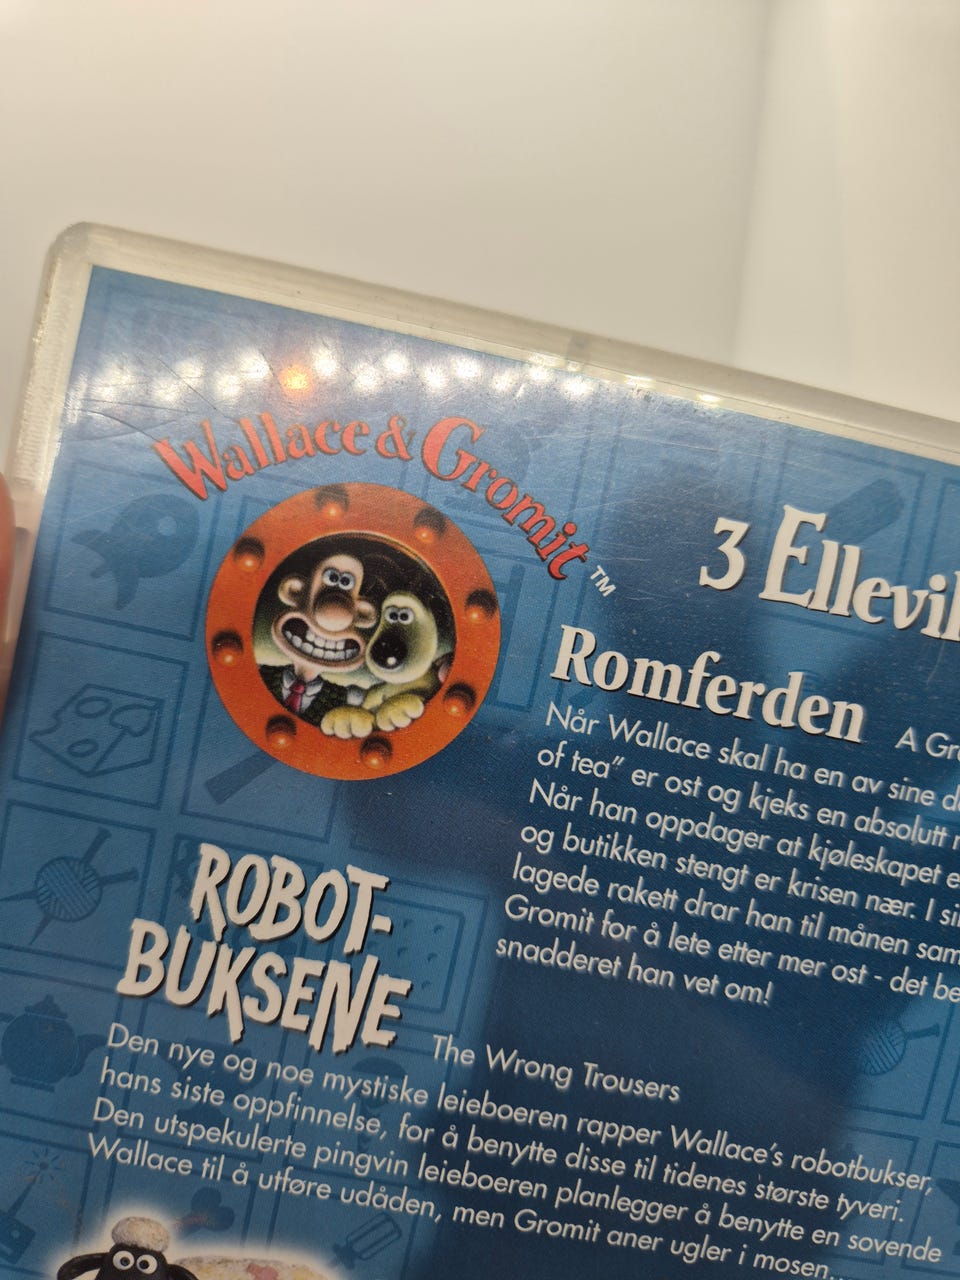 Wallace & Gromit™
3
Romferden
Når Wallace skal ha en av sine
of tea” er ost og kjeks en absolutt
Når han oppdager at kjøleskapet
og butikken stengt er krisen nær. I
lagede rakett drar han til månen
Gromit for å lete etter mer ost - det
snadderet han vet om!
ROBOT-
BUKSENE
The Wrong Trousers
Den nye og noe mystiske leieboeren rapper Wallace's robotbukser,
hans siste oppfinnelse, for å benytte disse til tidenes største tyveri.
Den utspekulerte pingvin leieboeren planlegger å benytte en sovende
Wallace til å utføre udåden, men Gromit aner ugler i mosen...